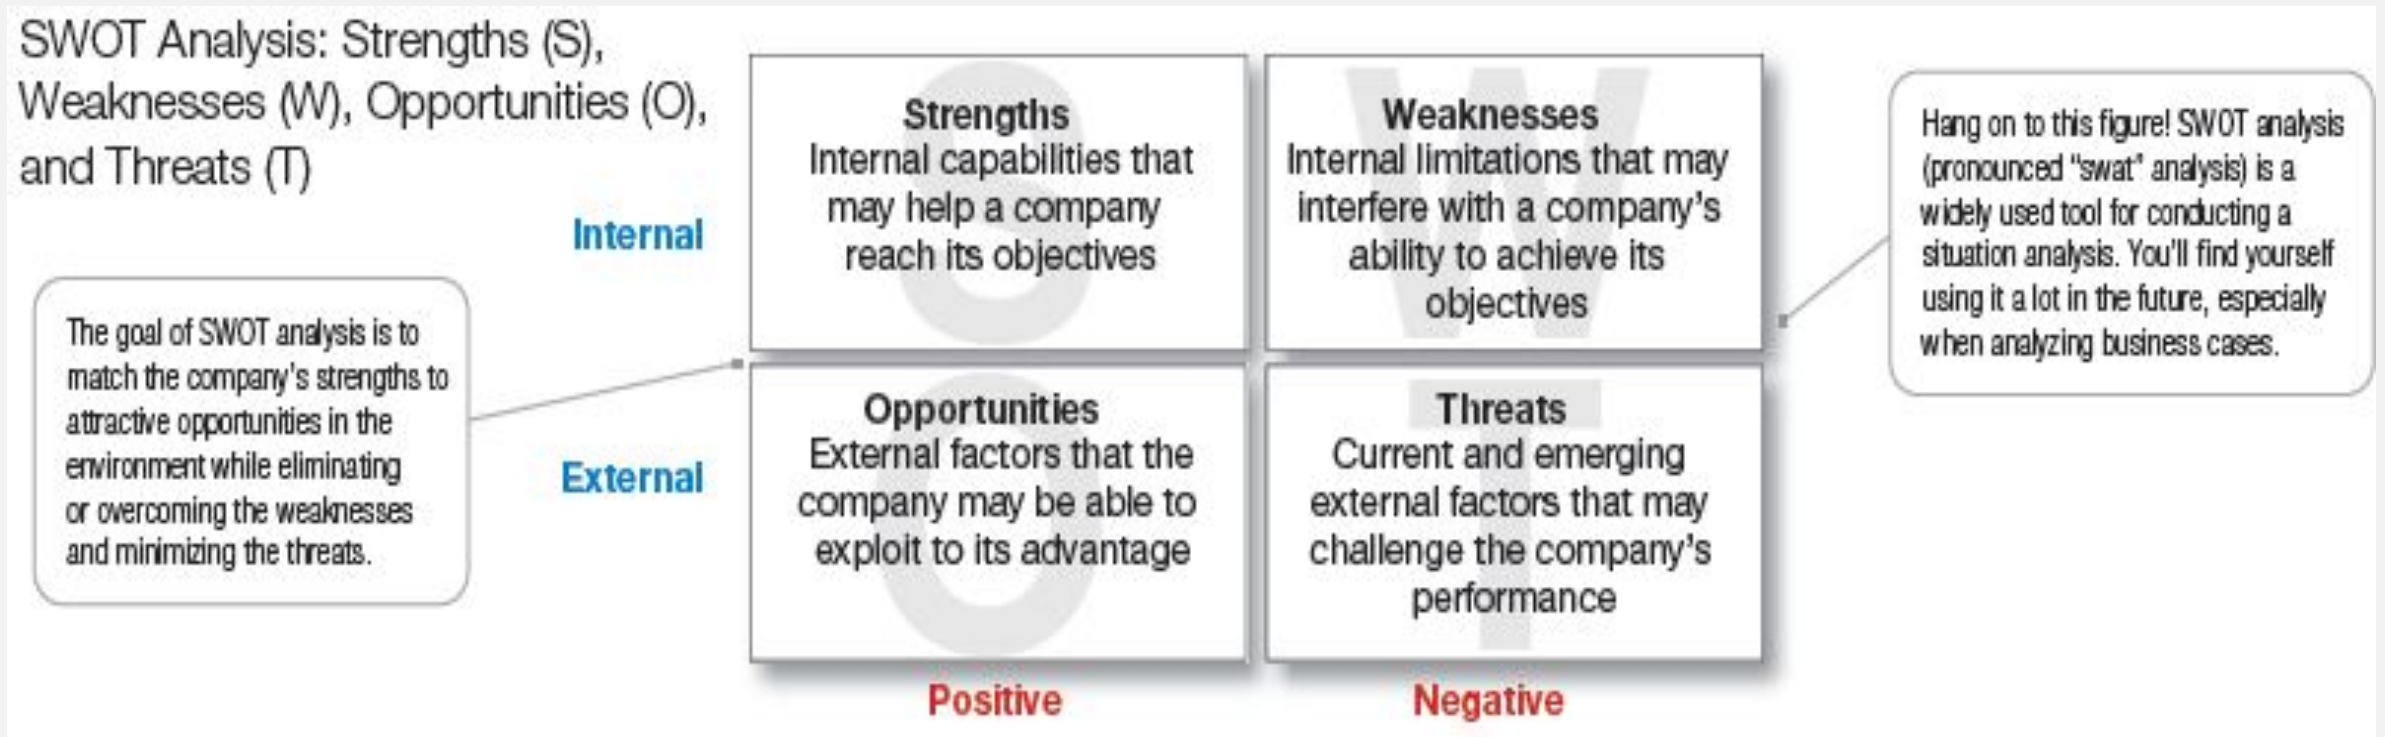 SWOT Analysis: Strengths (S),
Weaknesses (W), Opportunities (O),
and Threats (T)
Internal
The goal of SWOT analysis is to
match the company's strengths to
attractive opportunities in the
environment while eliminating
or overcoming the weaknesses
and minimizing the threats.
External
S
Strengths
Internal capabilities that
may help a company
reach its objectives
W
Weaknesses
Internal limitations that may
interfere with a company's
ability to achieve its
objectives
O
Opportunities
External factors that the
company may be able to
exploit to its advantage
T
Threats
Current and emerging
external factors that may
challenge the company's
performance
Positive
Negative
Hang on to this figure! SWOT analysis
(pronounced "swat" analysis) is a
widely used tool for conducting a
situation analysis. You'll find yourself
using it a lot in the future, especially
when analyzing business cases.